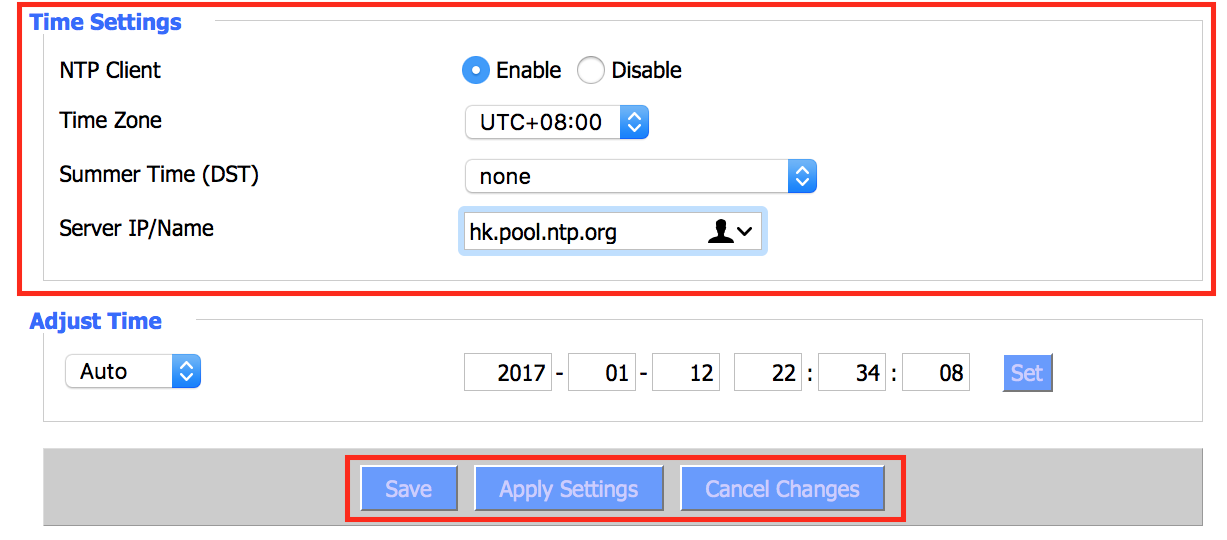 Time Settings
NTP Client Enable Disable
Time Zone UTC+08:00
Summer Time (DST) none
Server IP/Name hk.pool.ntp.org
Adjust Time
Auto 2017 - 01 - 12 22 : 34 : 08 Set
Save Apply Settings Cancel Changes